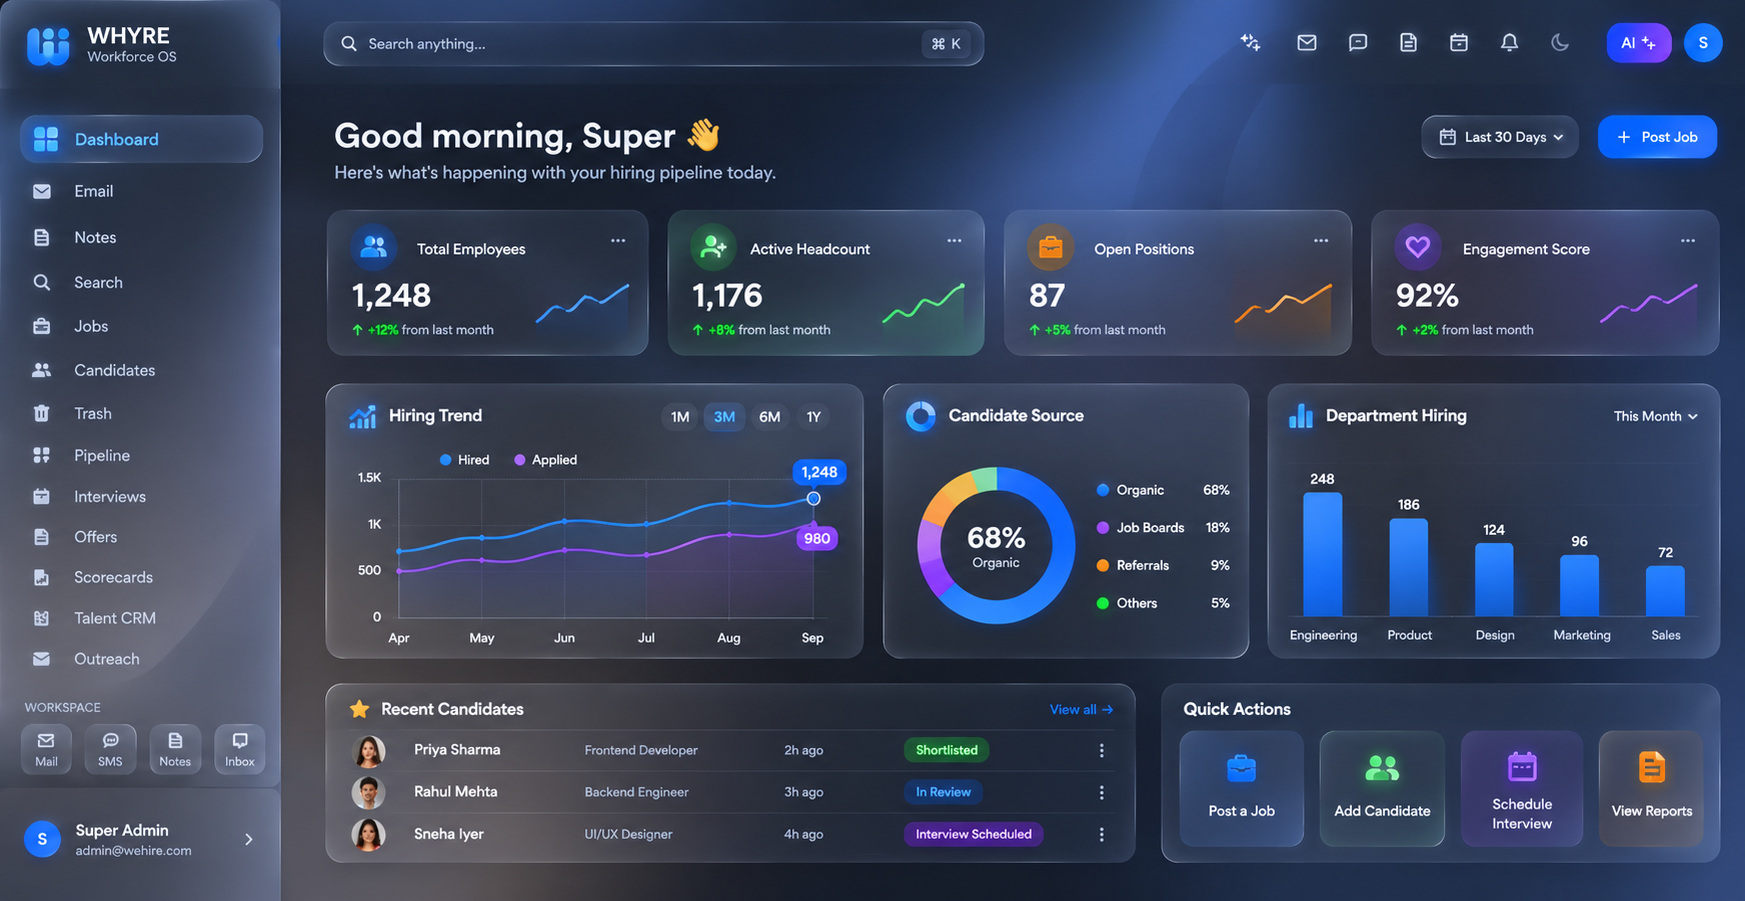 WHYRE
Workforce OS
Search anything...
⌘ K
AI
S
Dashboard
Email
Notes
Search
Jobs
Candidates
Trash
Pipeline
Interviews
Offers
Scorecards
Talent CRM
Outreach
WORKSPACE
Mail
SMS
Notes
Inbox
S
Super Admin
admin@wehire.com
Good morning, Super 👋
Here's what's happening with your hiring pipeline today.
Last 30 Days
+ Post Job
Total Employees
1,248
↑ +12% from last month
Active Headcount
1,176
↑ +8% from last month
Open Positions
87
↑ +5% from last month
Engagement Score
92%
↑ +2% from last month
Hiring Trend
1M 3M 6M 1Y
Hired Applied
1.5K
1K
500
0
1,248
980
Apr May Jun Jul Aug Sep
Candidate Source
68%
Organic
Organic 68%
Job Boards 18%
Referrals 9%
Others 5%
Department Hiring
This Month
248 186 124 96 72
Engineering Product Design Marketing Sales
Recent Candidates
View all →
Priya Sharma Frontend Developer 2h ago Shortlisted
Rahul Mehta Backend Engineer 3h ago In Review
Sneha Iyer UI/UX Designer 4h ago Interview Scheduled
Quick Actions
Post a Job
Add Candidate
Schedule
Interview
View Reports